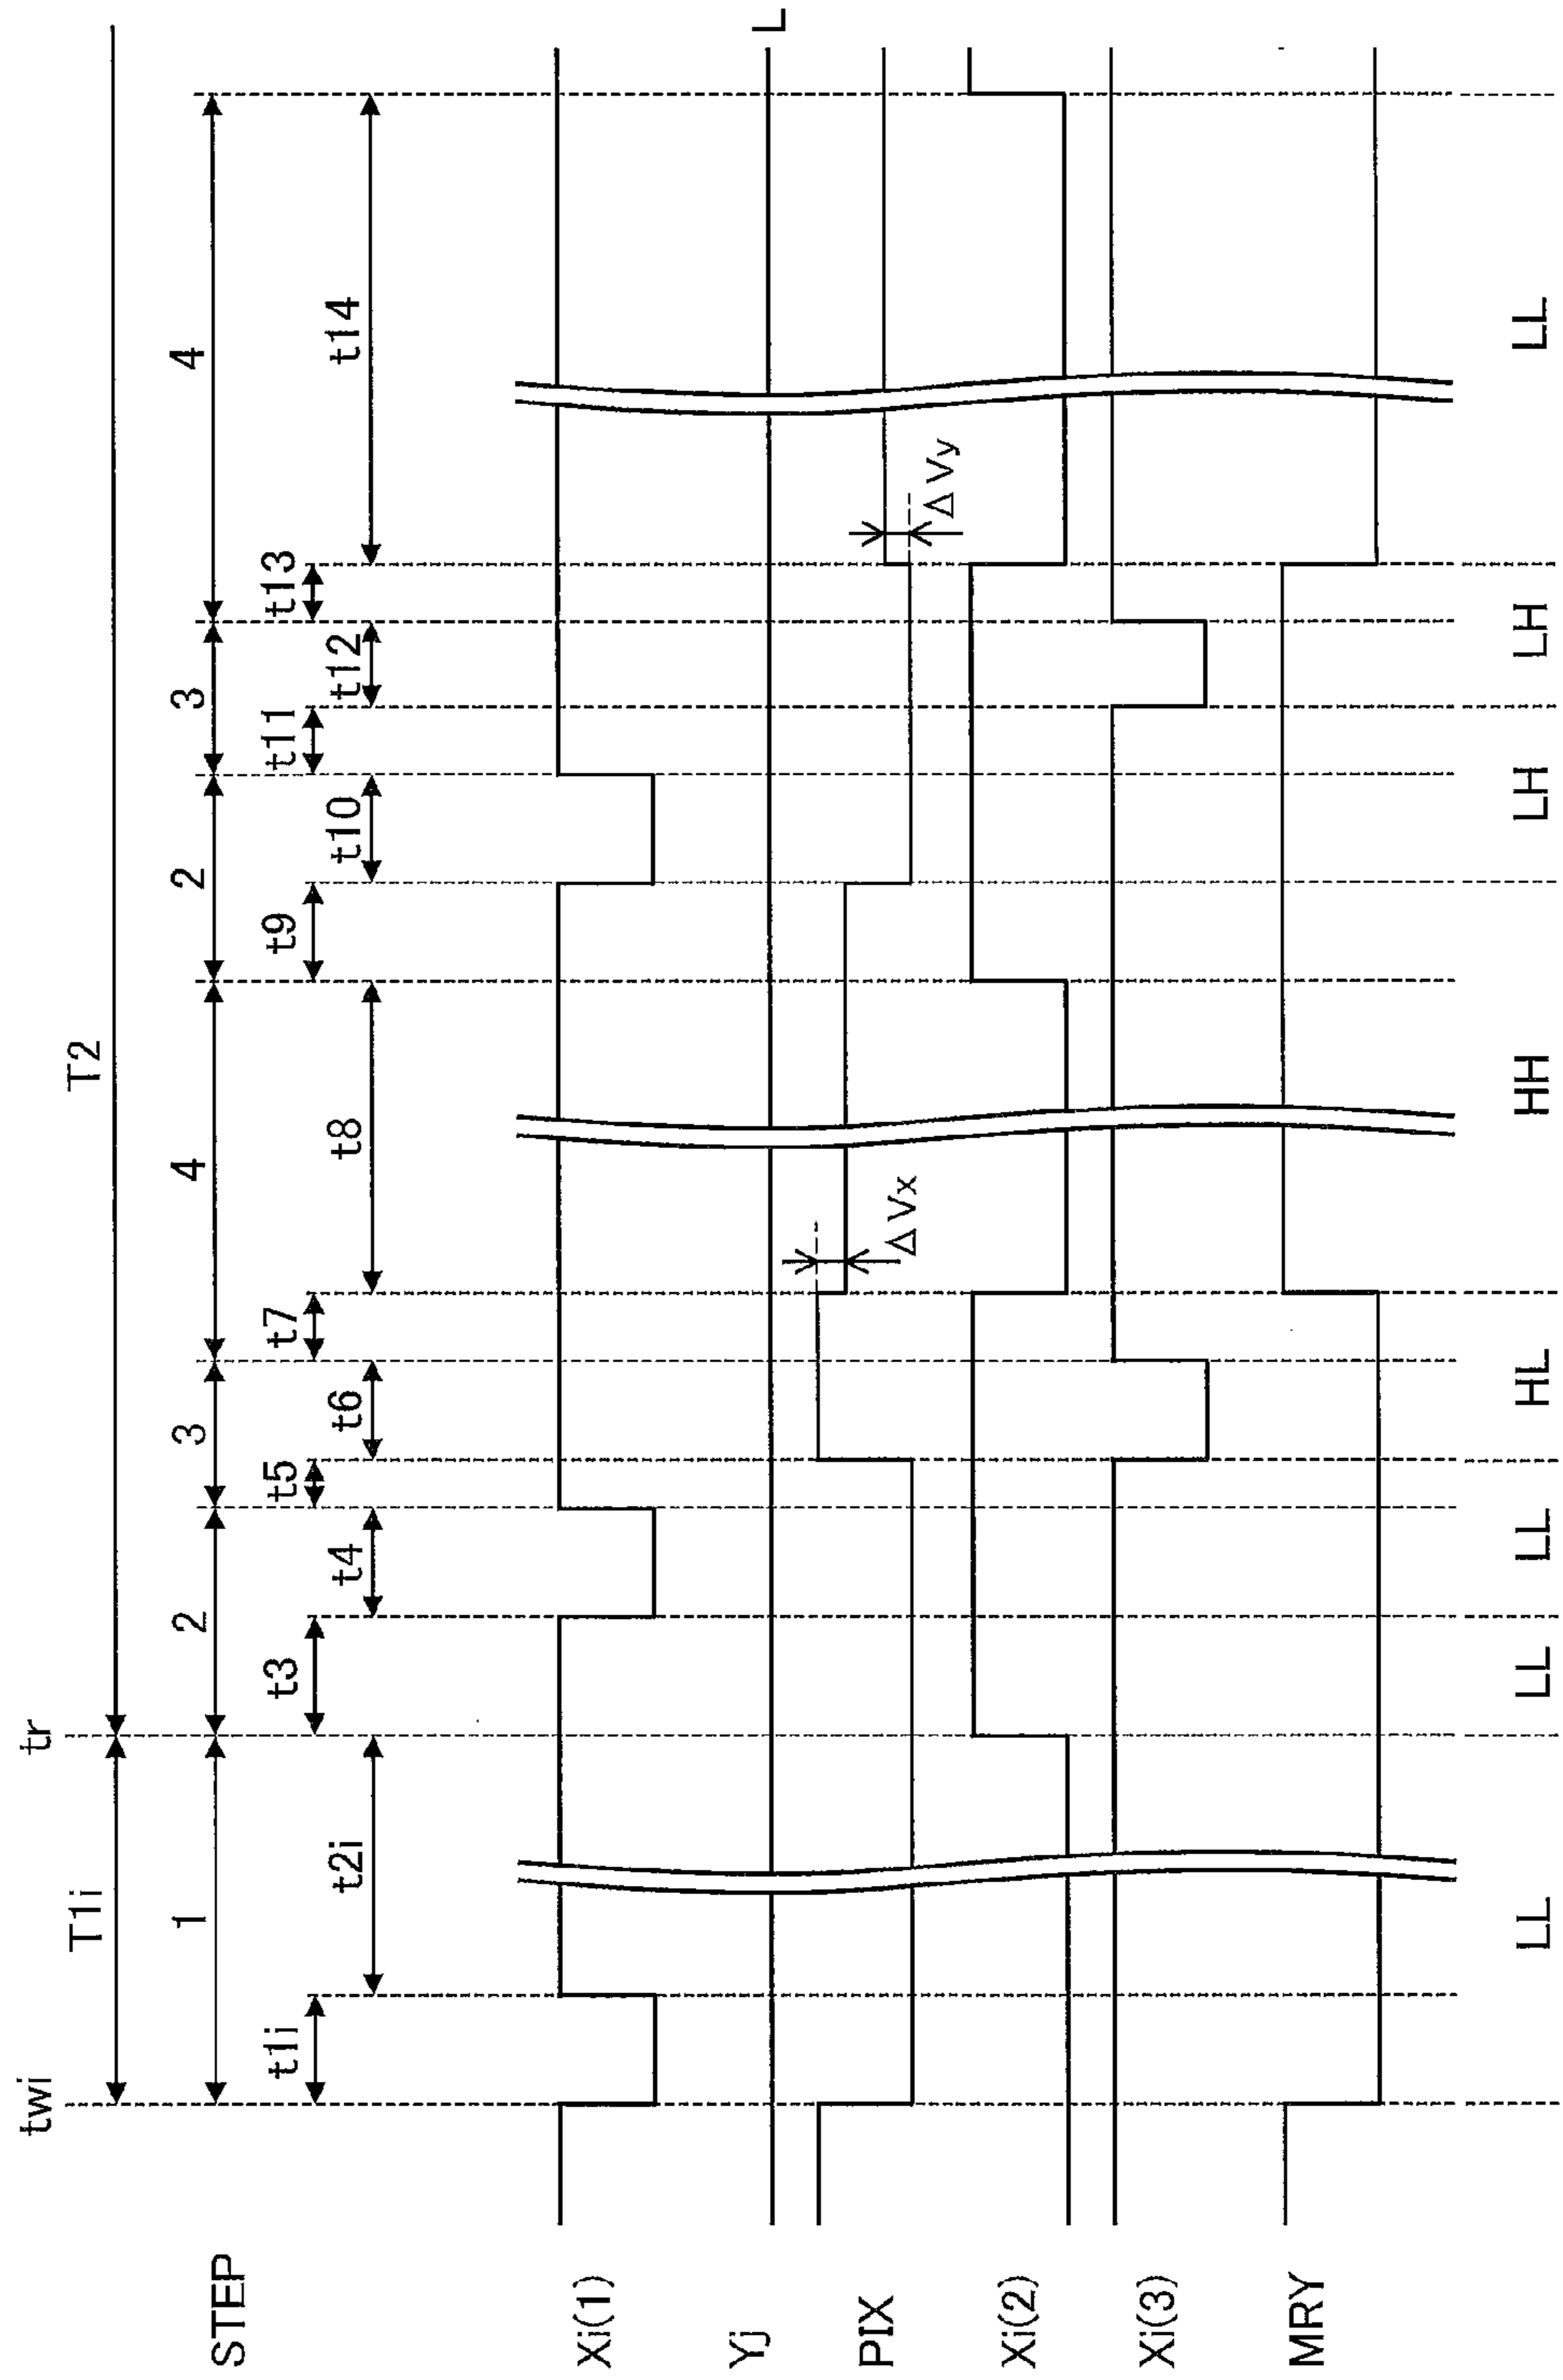 twi tr
T1i T2
STEP 1 2 3 4 2 3 4
t1i t3 t5 t7 t9 t11 t13
t2i t4 t6 t8 t10 t12 t14
Xi(1)
Yj L
PIX ΔVx ΔVy
Xi(2)
Xi(3)
MRY
LL LL LL HL HH LH LH LL